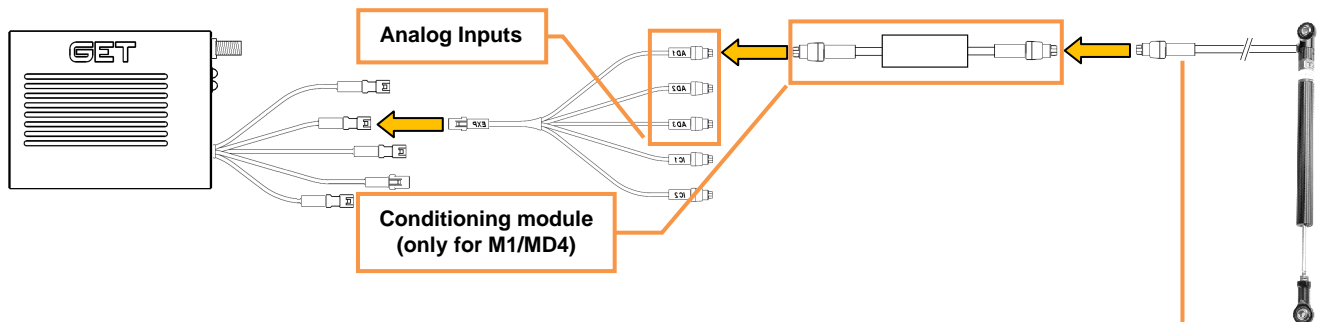 GET
Analog Inputs
AD1
AD2
AD3
EXP
IC1
IC2
Conditioning module
(only for M1/MD4)